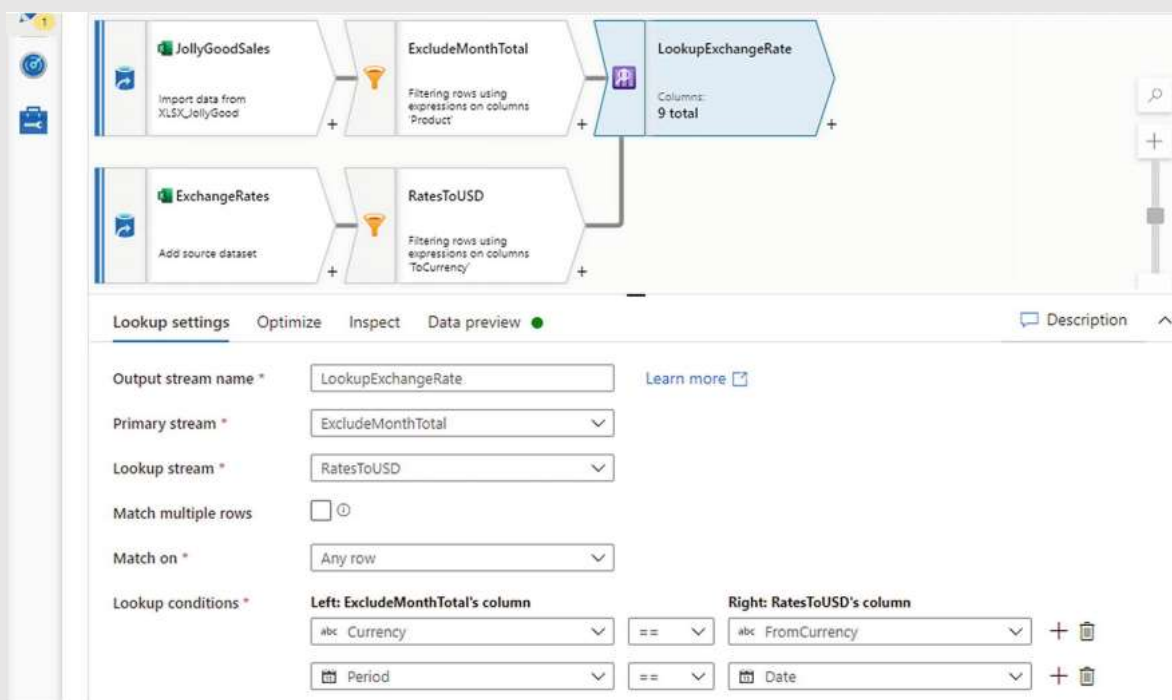 1
JollyGoodSales
Import data from
XLSX_JollyGood
+
ExcludeMonthTotal
Filtering rows using
expressions on columns
'Product'
+
LookupExchangeRate
Columns:
9 total
+
ExchangeRates
Add source dataset
+
RatesToUSD
Filtering rows using
expressions on columns
'ToCurrency'
+
Lookup settings Optimize Inspect Data preview Description
Output stream name * LookupExchangeRate Learn more
Primary stream * ExcludeMonthTotal
Lookup stream * RatesToUSD
Match multiple rows
Match on * Any row
Lookup conditions * Left: ExcludeMonthTotal's column Right: RatesToUSD's column
abc Currency == abc FromCurrency
Period == Date